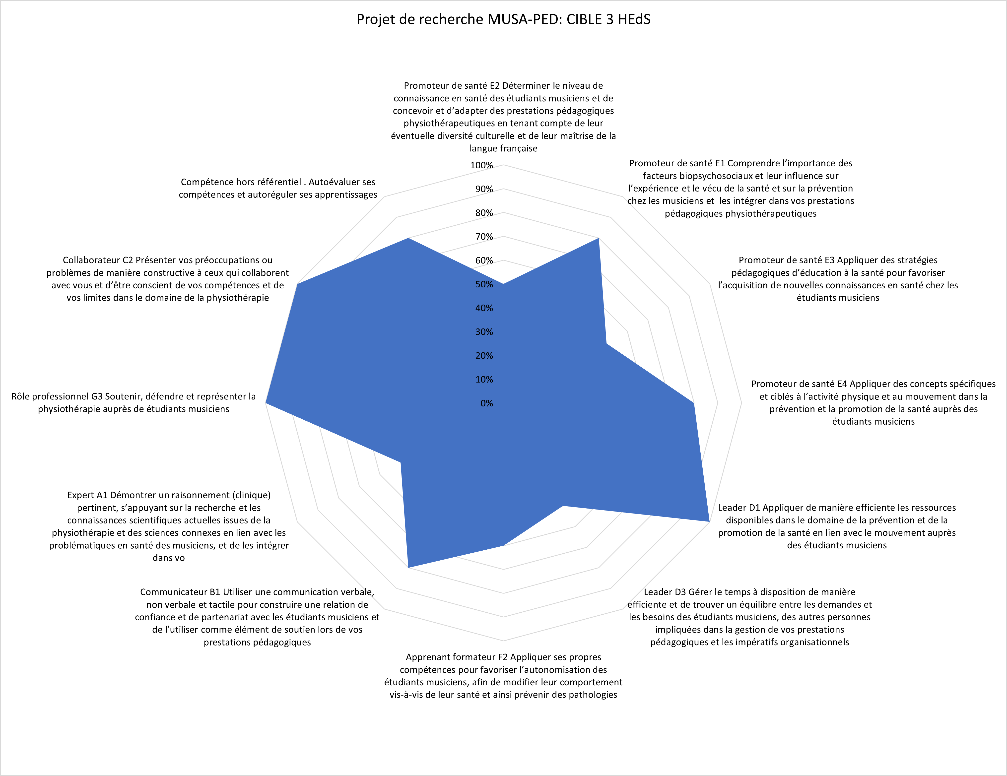 Projet de recherche MUSA-PED: CIBLE 3 HEdS
Promoteur de santé E2 Déterminer le niveau de
connaissance en santé des étudiants musiciens et de
concevoir et d'adapter des prestations pédagogiques
physiothérapeutiques en tenant compte de leur
éventuelle diversité culturelle et de leur maîtrise de la
langue française
Promoteur de santé E1 Comprendre l'importance des
facteurs biopsychosociaux et leur influence sur
l'expérience et le vécu de la santé et sur la prévention
chez les musiciens et les intégrer dans vos prestations
pédagogiques physiothérapeutiques
Promoteur de santé E3 Appliquer des stratégies
pédagogiques d'éducation à la santé pour favoriser
l'acquisition de nouvelles connaissances en santé chez les
étudiants musiciens
Promoteur de santé E4 Appliquer des concepts spécifiques
et ciblés à l'activité physique et au mouvement dans la
prévention et la promotion de la santé auprès des
étudiants musiciens
Leader D1 Appliquer de manière efficiente les ressources
disponibles dans le domaine de la prévention et de la
promotion de la santé en lien avec le mouvement auprès
des étudiants musiciens
Leader D3 Gérer le temps à disposition de manière
efficiente et de trouver un équilibre entre les demandes et
les besoins des étudiants musiciens, des autres personnes
impliquées dans la gestion de vos prestations
pédagogiques et les impératifs organisationnels
Apprenant formateur F2 Appliquer ses propres
compétences pour favoriser l'autonomisation des
étudiants musiciens, afin de modifier leur comportement
vis-à-vis de leur santé et ainsi prévenir des pathologies
Communicateur B1 Utiliser une communication verbale,
non verbale et tactile pour construire une relation de
confiance et de partenariat avec les étudiants musiciens et
de l'utiliser comme élément de soutien lors de vos
prestations pédagogiques
Expert A1 Démontrer un raisonnement (clinique)
pertinent, s'appuyant sur la recherche et les
connaissances scientifiques actuelles issues de la
physiothérapie et des sciences connexes en lien avec les
problématiques en santé des musiciens, et de les intégrer
dans vo
Rôle professionnel G3 Soutenir, défendre et représenter la
physiothérapie auprès de étudiants musiciens
Collaborateur C2 Présenter vos préoccupations ou
problèmes de manière constructive à ceux qui collaborent
avec vous et d'être conscient de vos compétences et de
vos limites dans le domaine de la physiothérapie
Compétence hors référentiel . Autoévaluer ses
compétences et autoréguler ses apprentissages
100%
90%
80%
70%
60%
50%
40%
30%
20%
10%
0%